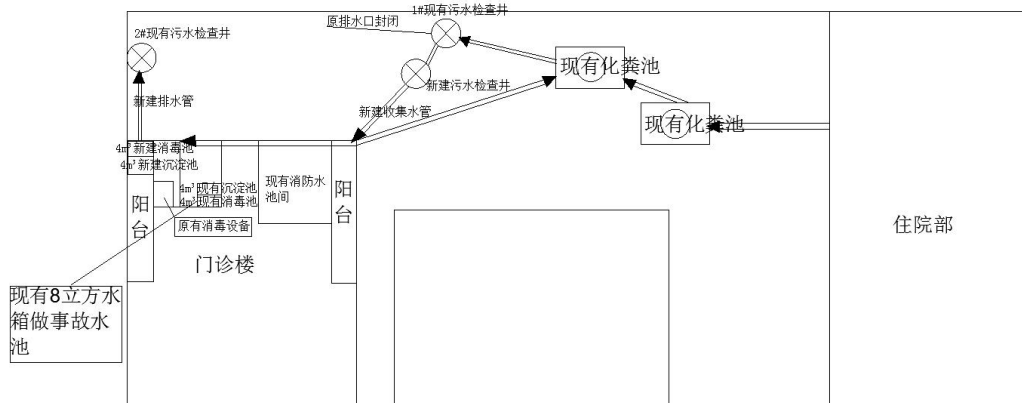 1#现有污水检查井
原排水口封闭
2#现有污水检查井
现有化粪池
新建污水检查井
新建排水管
新建收集水管
现有化粪池
4m³新建消毒池
4m³新建沉淀池
阳台
4m³现有沉淀池
4m³现有消毒池
现有消防水
池间
阳台
原有消毒设备
住院部
门诊楼
现有8立方水
箱做事故水
池